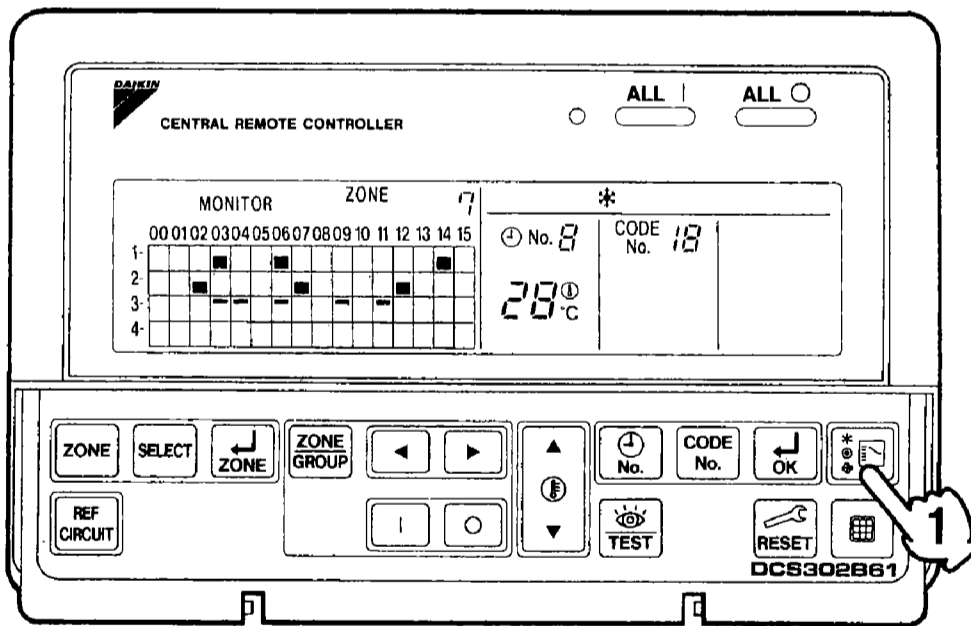 DAIKIN
CENTRAL REMOTE CONTROLLER
ALL |
ALL ○
MONITOR
ZONE 7
00 01 02 03 04 05 06 07 08 09 10 11 12 13 14 15
1-
2-
3-
4-
No. 8
CODE No. 18
28 °C
ZONE
SELECT
ZONE
ZONE
GROUP
No.
CODE
No.
OK
REF
CIRCUIT
|
○
TEST
RESET
DCS302B61
1